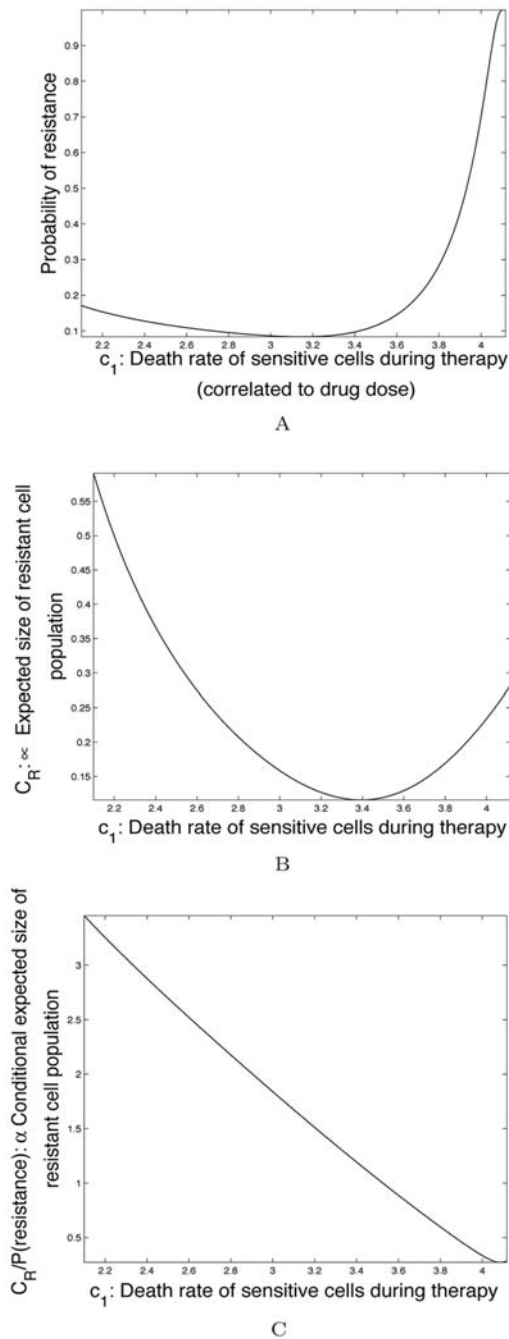 0.9
0.8
0.7
0.6
0.5
0.4
0.3
0.2
0.1
Probability of resistance
2.2 2.4 2.6 2.8 3 3.2 3.4 3.6 3.8 4
c1: Death rate of sensitive cells during therapy
(correlated to drug dose)
A
0.55
0.5
0.45
0.4
0.35
0.3
0.25
0.2
0.15
CR: ∝ Expected size of resistant cell
population
2.2 2.4 2.6 2.8 3 3.2 3.4 3.6 3.8 4
c1: Death rate of sensitive cells during therapy
B
3
2.5
2
1.5
1
0.5
CR/P(resistance): α Conditional expected size of
resistant cell population
2.2 2.4 2.6 2.8 3 3.2 3.4 3.6 3.8 4
c1: Death rate of sensitive cells during therapy
C